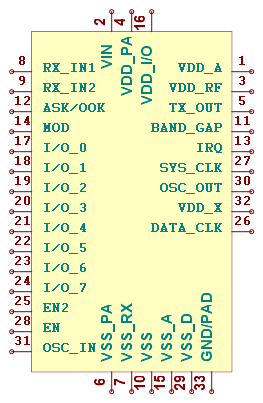 2 4 16
VIN VDD_PA VDD_I/O
8 RX_IN1 VDD_A 1
9 RX_IN2 VDD_RF 3
12 ASK/OOK TX_OUT 5
14 MOD BAND_GAP 11
17 I/O_0 IRQ 13
18 I/O_1 SYS_CLK 27
19 I/O_2 OSC_OUT 30
20 I/O_3 VDD_X 32
21 I/O_4 DATA_CLK 26
22 I/O_5
23 I/O_6
24 I/O_7
25 EN2
28 EN
31 OSC_IN
VSS_PA VSS_RX VSS VSS_A VSS_D GND/PAD
6 7 10 15 29 33